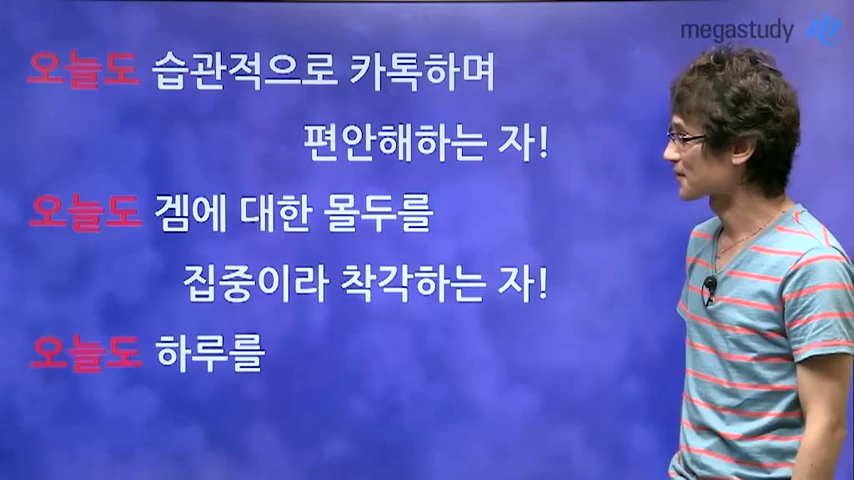 megastudy
오늘도 습관적으로 카톡하며
편안해하는 자!
오늘도 겜에 대한 몰두를
집중이라 착각하는 자!
오늘도 하루를